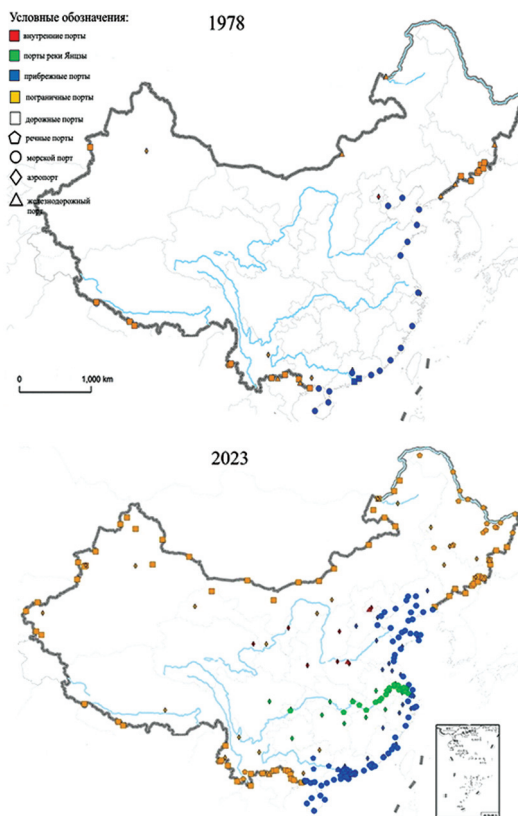 Условные обозначения:
1978
внутренние порты
порты реки Янцзы
прибрежные порты
пограничные порты
дорожные порты
речные порты
морской порт
аэропорт
железнодорожный
порт
0 1,000 km
2023